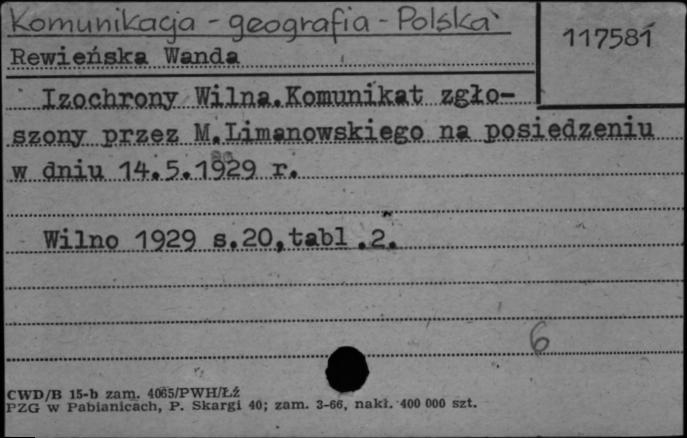 Komunikacja - geografia - Polska
117581
Rewieńska Wanda
Izochrony Wilna.Komunikat zgło-
szony przez M.Limanowskiego na posiedzeniu
w dniu 14.5.1929 r.
Wilno 1929 s.20,tabl.2.
6
CWD/B 15-b zam. 4065/PWH/ŁŹ
PZG w Pabianicach, P. Skargi 40; zam. 3-66, nakł. 400 000 szt.